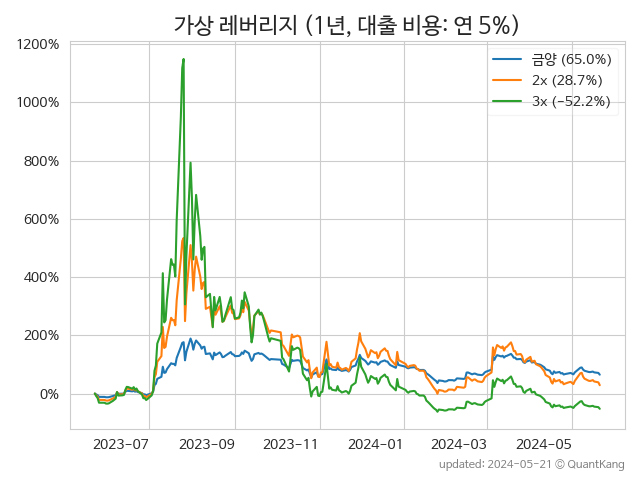 가상 레버리지 (1년, 대출 비용: 연 5%)
1200%
1000%
800%
600%
400%
200%
0%
금양 (65.0%)
2x (28.7%)
3x (−52.2%)
2023-07
2023-09
2023-11
2024-01
2024-03
2024-05
updated: 2024-05-21 © QuantKang